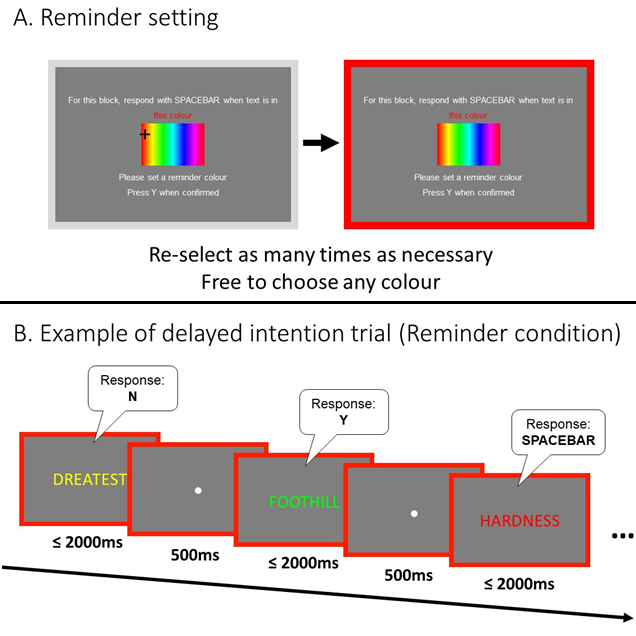 A. Reminder setting
For this block, respond with SPACEBAR when text is in
this colour
Please set a reminder colour
Press Y when confirmed
For this block, respond with SPACEBAR when text is in
this colour
Please set a reminder colour
Press Y when confirmed
Re-select as many times as necessary
Free to choose any colour
B. Example of delayed intention trial (Reminder condition)
Response:
N
Response:
Y
Response:
SPACEBAR
DREATEST
FOOTHILL
HARDNESS
...
≤ 2000ms
500ms
≤ 2000ms
500ms
≤ 2000ms